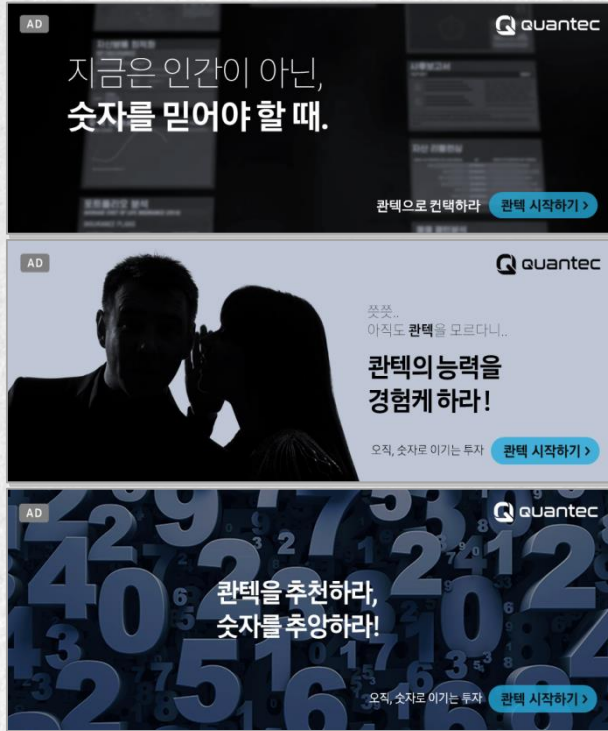 AD
Quantec
지금은 인간이 아닌,
숫자를 믿어야 할 때.
콴텍으로 컨택하라
콴텍 시작하기 >
AD
Quantec
쯧쯧..
아직도 콴텍을 모르다니..
콴텍의 능력을
경험케 하라!
오직, 숫자로 이기는 투자
콴텍 시작하기 >
AD
Quantec
콴텍을 추천하라,
숫자를 추앙하라!
오직, 숫자로 이기는 투자
콴텍 시작하기 >